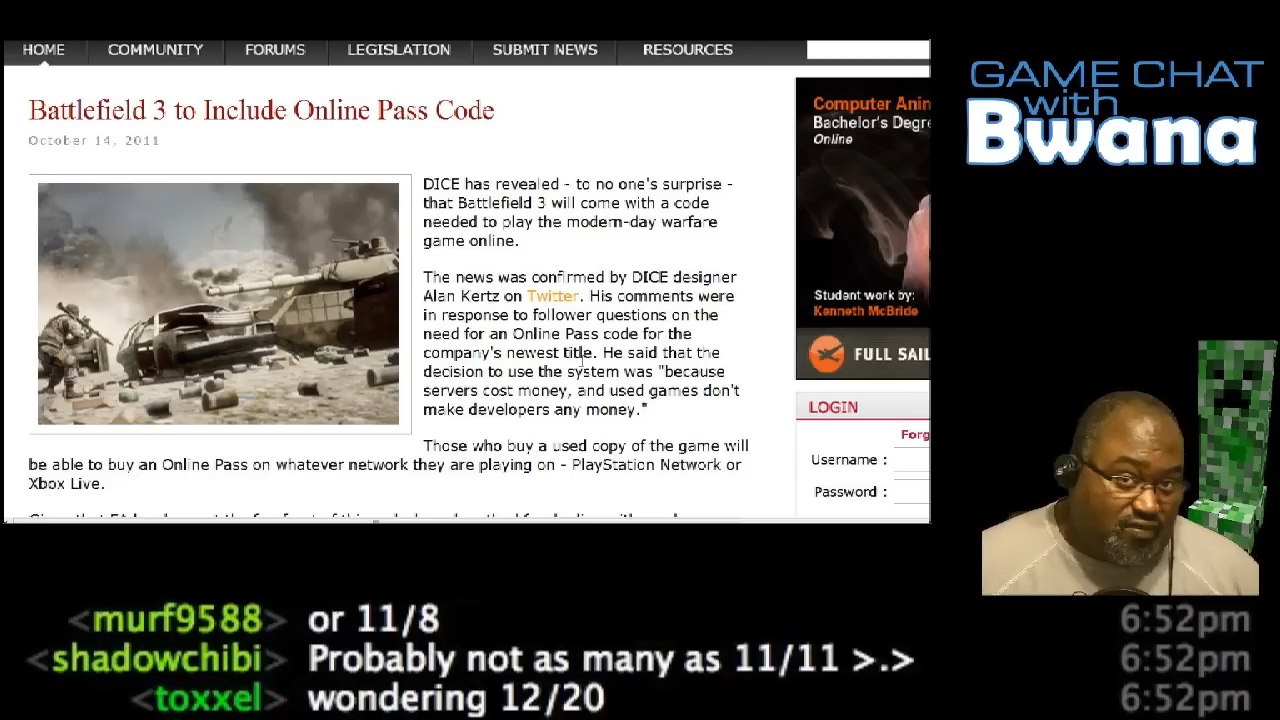 HOME COMMUNITY FORUMS LEGISLATION SUBMIT NEWS RESOURCES
GAME CHAT
with
Bwana
Battlefield 3 to Include Online Pass Code
October 14, 2011
DICE has revealed - to no one's surprise -
that Battlefield 3 will come with a code
needed to play the modern-day warfare
game online.
The news was confirmed by DICE designer
Alan Kertz on Twitter. His comments were
in response to follower questions on the
need for an Online Pass code for the
company's newest title. He said that the
decision to use the system was "because
servers cost money, and used games don't
make developers any money."
Those who buy a used copy of the game will
be able to buy an Online Pass on whatever network they are playing on - PlayStation Network or
Xbox Live.
Computer Anin
Bachelor's Degre
Online
Student work by:
Kenneth McBride
FULL SAIL
LOGIN
Forg
Username :
Password :
<murf9588> or 11/8 6:52pm
<shadowchibi> Probably not as many as 11/11 >.> 6:52pm
<toxxel> wondering 12/20 6:52pm